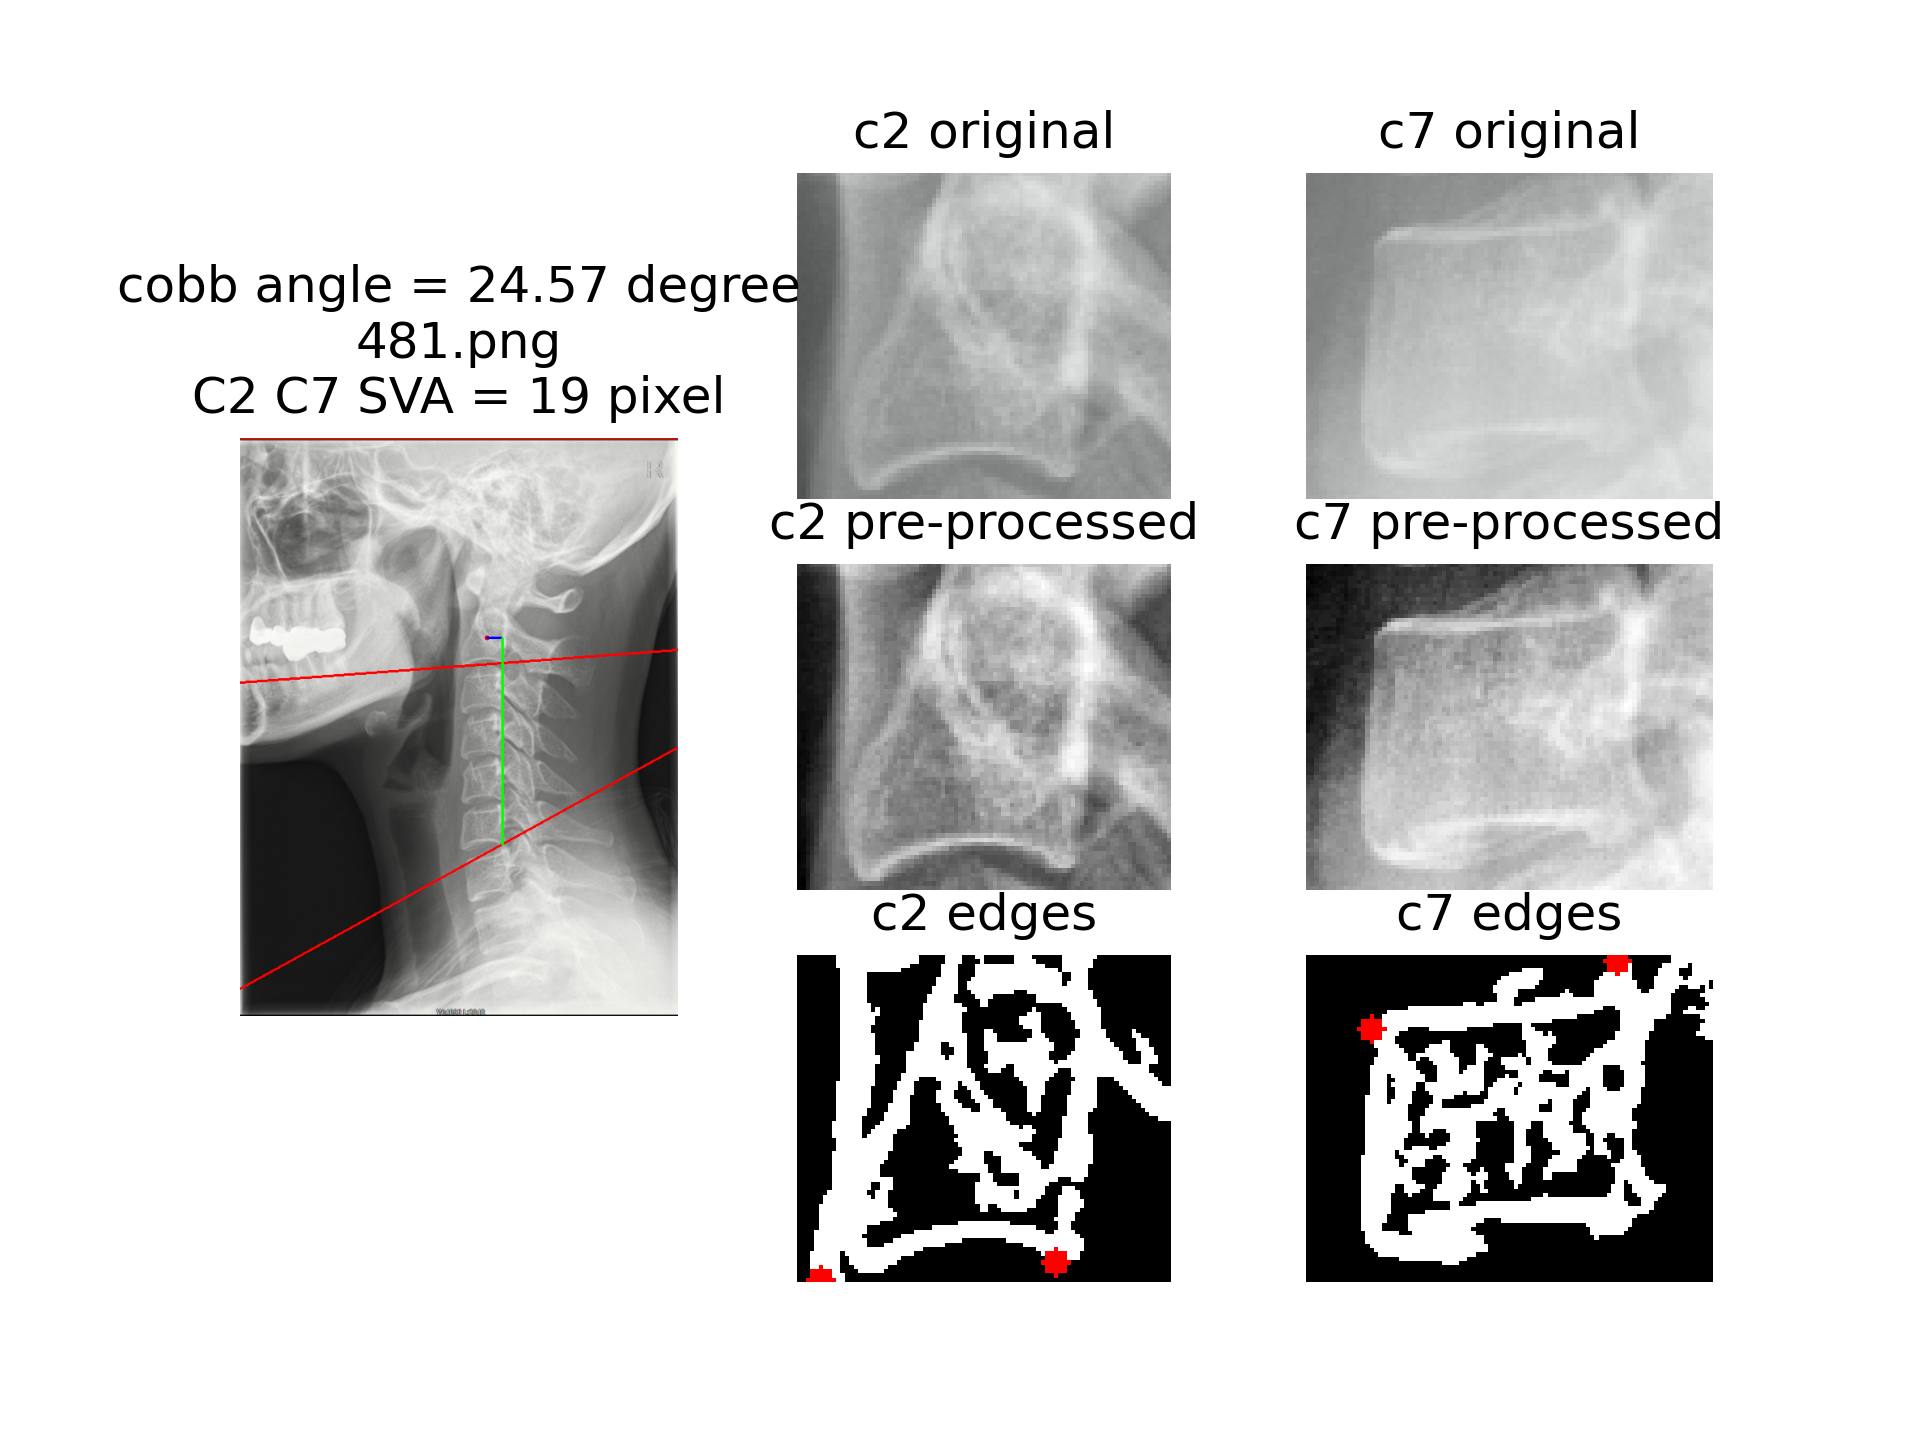 cobb angle = 24.57 degree
481.png
C2 C7 SVA = 19 pixel
c2 original
c7 original
c2 pre-processed
c7 pre-processed
c2 edges
c7 edges